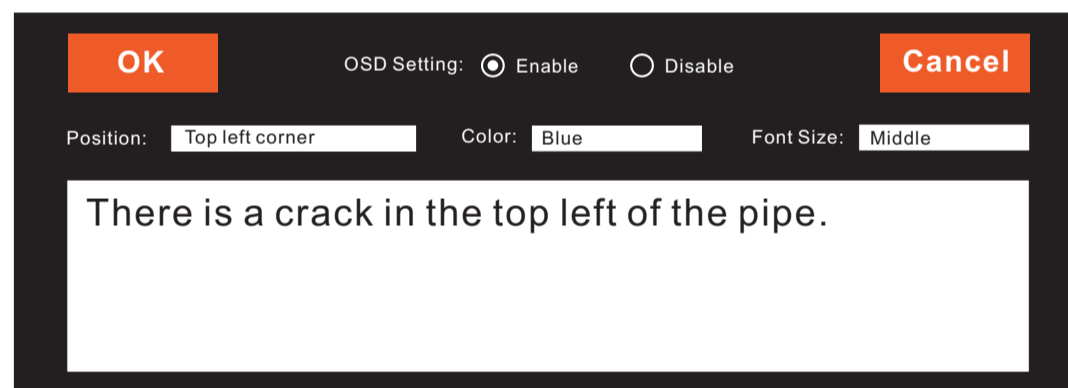 OK OSD Setting: Enable Disable Cancel
Position: Top left corner Color: Blue Font Size: Middle
There is a crack in the top left of the pipe.